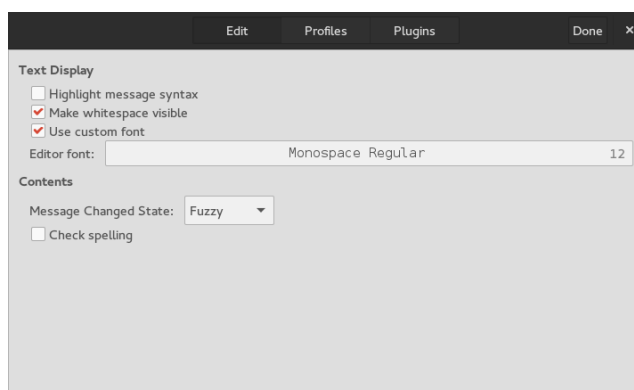 Edit Profiles Plugins Done ×
Text Display
Highlight message syntax
Make whitespace visible
Use custom font
Editor font: Monospace Regular 12
Contents
Message Changed State: Fuzzy
Check spelling